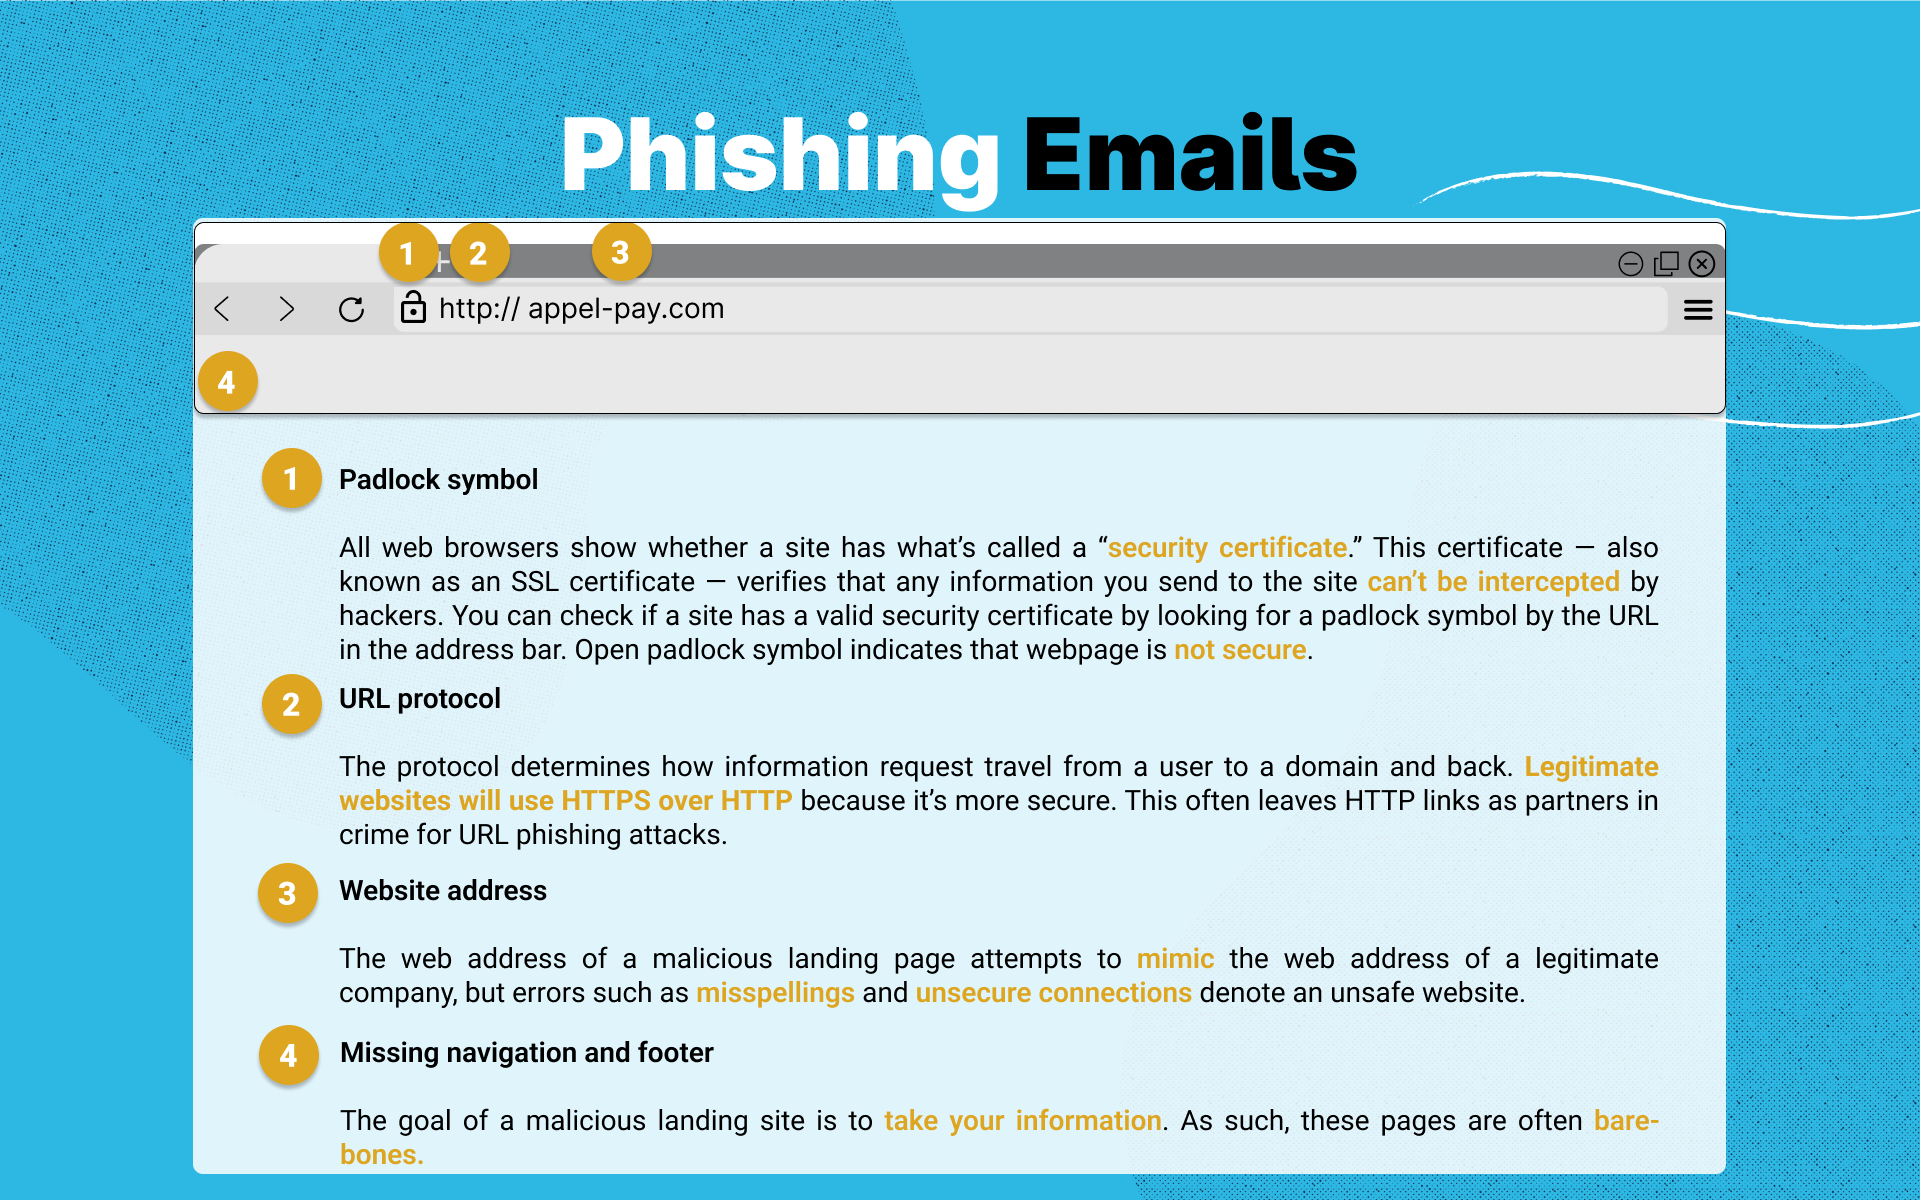 Phishing Emails
1 + 2 3
http:// appel-pay.com
4
1 Padlock symbol
All web browsers show whether a site has what’s called a “security certificate.” This certificate — also
known as an SSL certificate — verifies that any information you send to the site can’t be intercepted by
hackers. You can check if a site has a valid security certificate by looking for a padlock symbol by the URL
in the address bar. Open padlock symbol indicates that webpage is not secure.
2 URL protocol
The protocol determines how information request travel from a user to a domain and back. Legitimate
websites will use HTTPS over HTTP because it’s more secure. This often leaves HTTP links as partners in
crime for URL phishing attacks.
3 Website address
The web address of a malicious landing page attempts to mimic the web address of a legitimate
company, but errors such as misspellings and unsecure connections denote an unsafe website.
4 Missing navigation and footer
The goal of a malicious landing site is to take your information. As such, these pages are often bare-
bones.